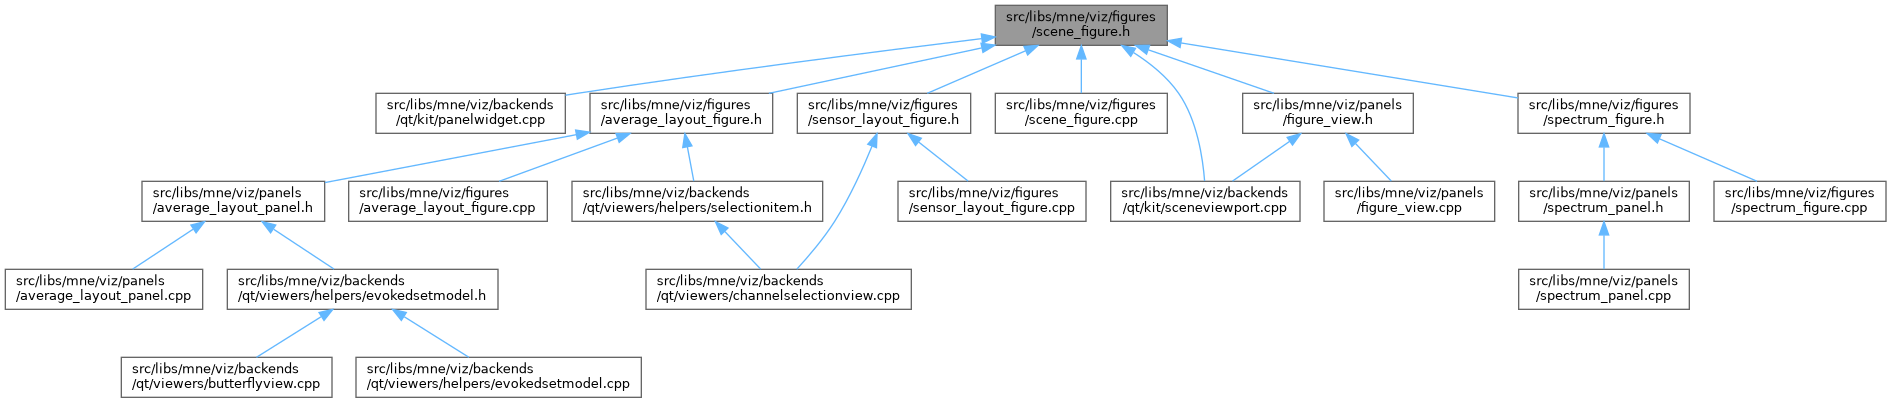 src/libs/mne/viz/figures
/scene_figure.h
src/libs/mne/viz/backends
/qt/kit/panelwidget.cpp
src/libs/mne/viz/figures
/average_layout_figure.h
src/libs/mne/viz/figures
/sensor_layout_figure.h
src/libs/mne/viz/figures
/scene_figure.cpp
src/libs/mne/viz/panels
/figure_view.h
src/libs/mne/viz/figures
/spectrum_figure.h
src/libs/mne/viz/panels
/average_layout_panel.h
src/libs/mne/viz/figures
/average_layout_figure.cpp
src/libs/mne/viz/backends
/qt/viewers/helpers/selectionitem.h
src/libs/mne/viz/figures
/sensor_layout_figure.cpp
src/libs/mne/viz/backends
/qt/kit/sceneviewport.cpp
src/libs/mne/viz/panels
/figure_view.cpp
src/libs/mne/viz/panels
/spectrum_panel.h
src/libs/mne/viz/figures
/spectrum_figure.cpp
src/libs/mne/viz/panels
/average_layout_panel.cpp
src/libs/mne/viz/backends
/qt/viewers/helpers/evokedsetmodel.h
src/libs/mne/viz/backends
/qt/viewers/channelselectionview.cpp
src/libs/mne/viz/panels
/spectrum_panel.cpp
src/libs/mne/viz/backends
/qt/viewers/butterflyview.cpp
src/libs/mne/viz/backends
/qt/viewers/helpers/evokedsetmodel.cpp